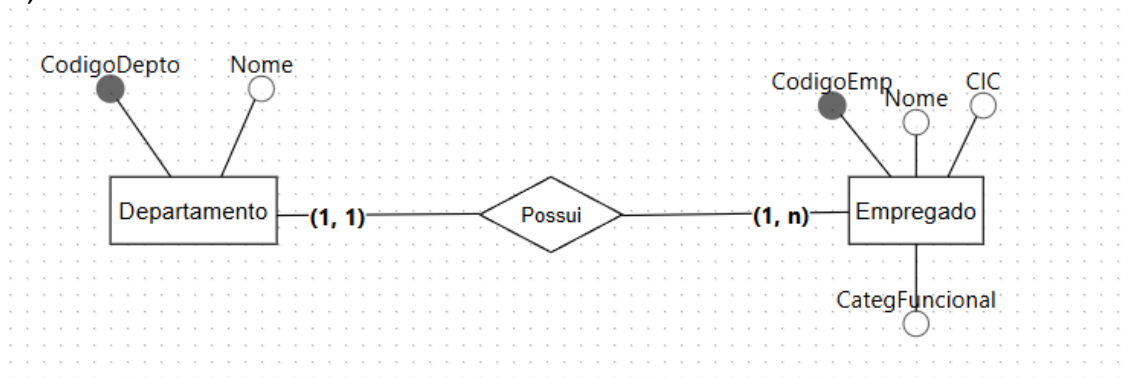 )
CodigoDepto
Nome
CodigoEmp
Nome
CIC
Departamento
(1, 1)
Possui
(1, n)
Empregado
CategFuncional